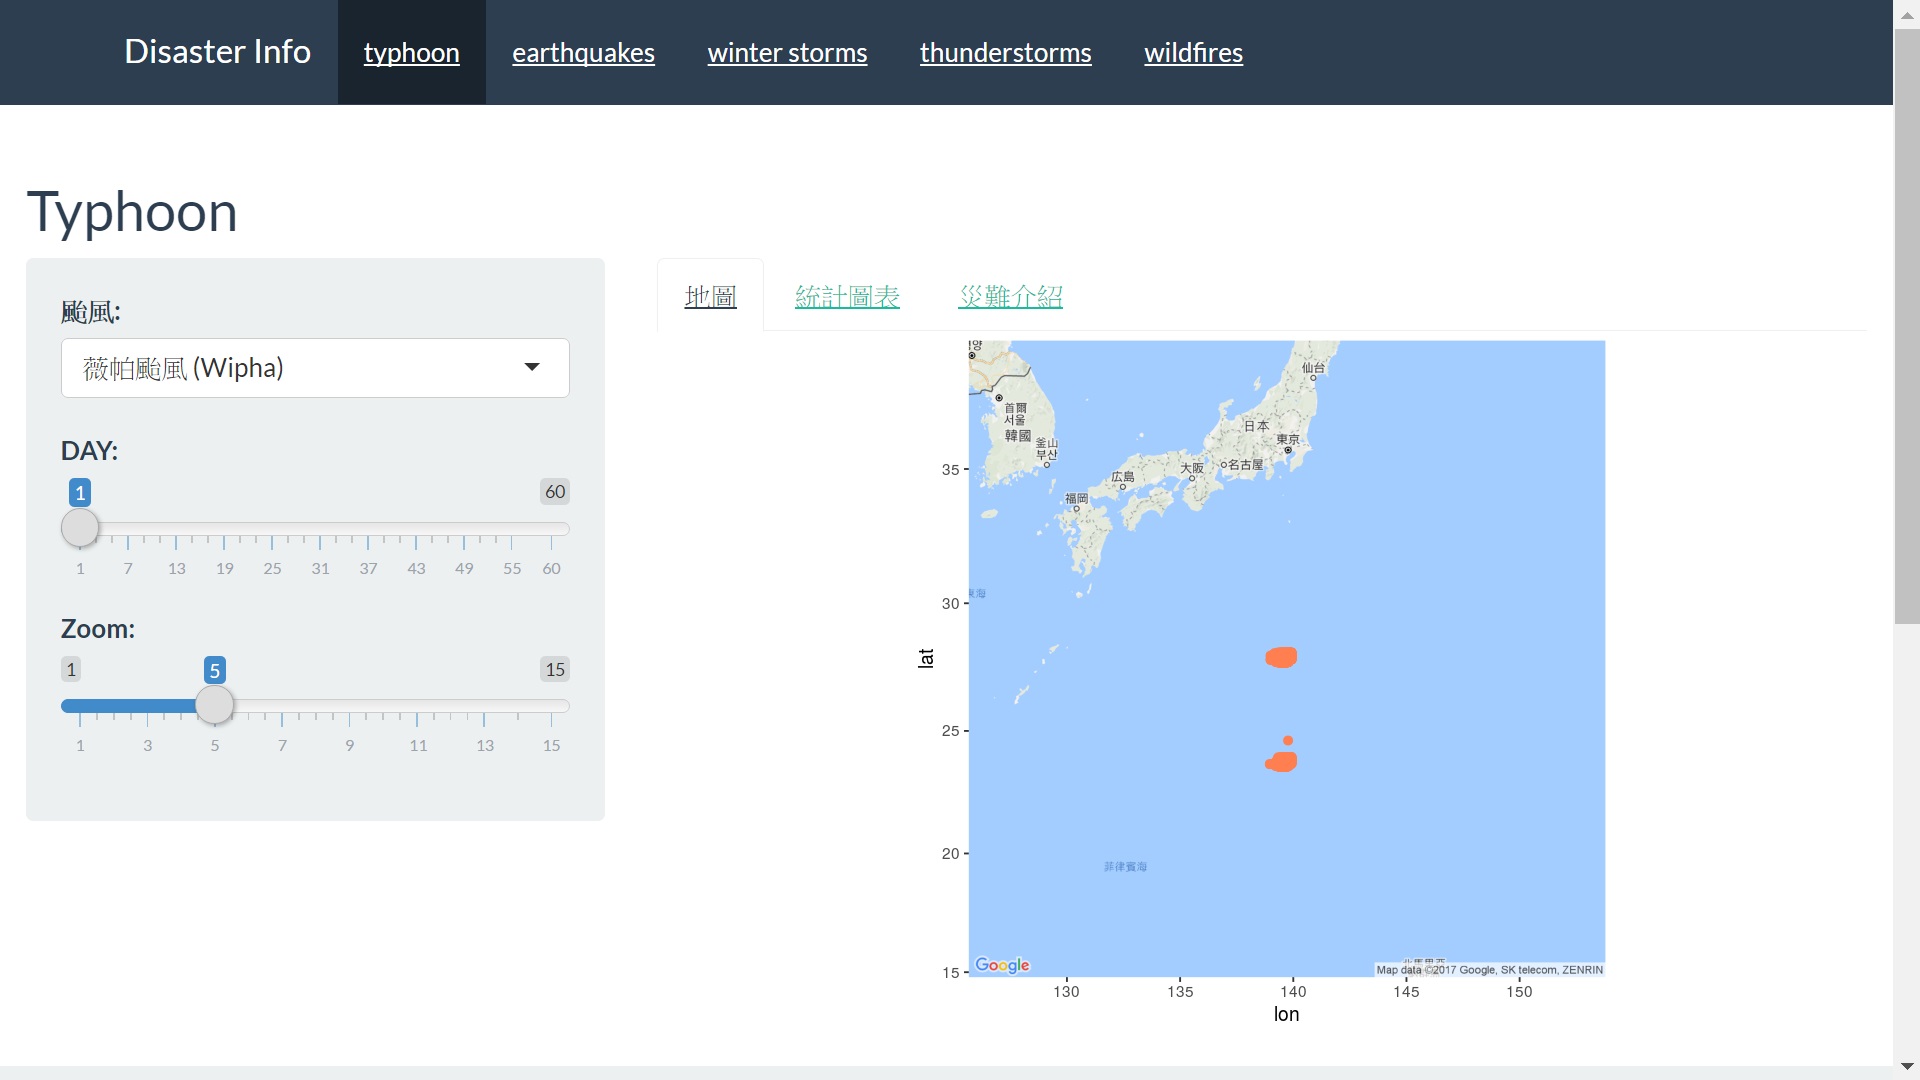 Disaster Info
typhoon
earthquakes
winter storms
thunderstorms
wildfires
Typhoon
颱風:
薇帕颱風 (Wipha)
DAY:
1
60
1 7 13 19 25 31 37 43 49 55 60
Zoom:
1
5
15
1 3 5 7 9 11 13 15
地圖
統計圖表
災難介紹
仙台
首爾
서울
韓國
釜山
부산
日本
東京
名古屋
大阪
広島
福岡
東海
菲律賓海
Google
Map data ©2017 Google, SK telecom, ZENRIN
35
30
25
20
15
lat
130 135 140 145 150
lon